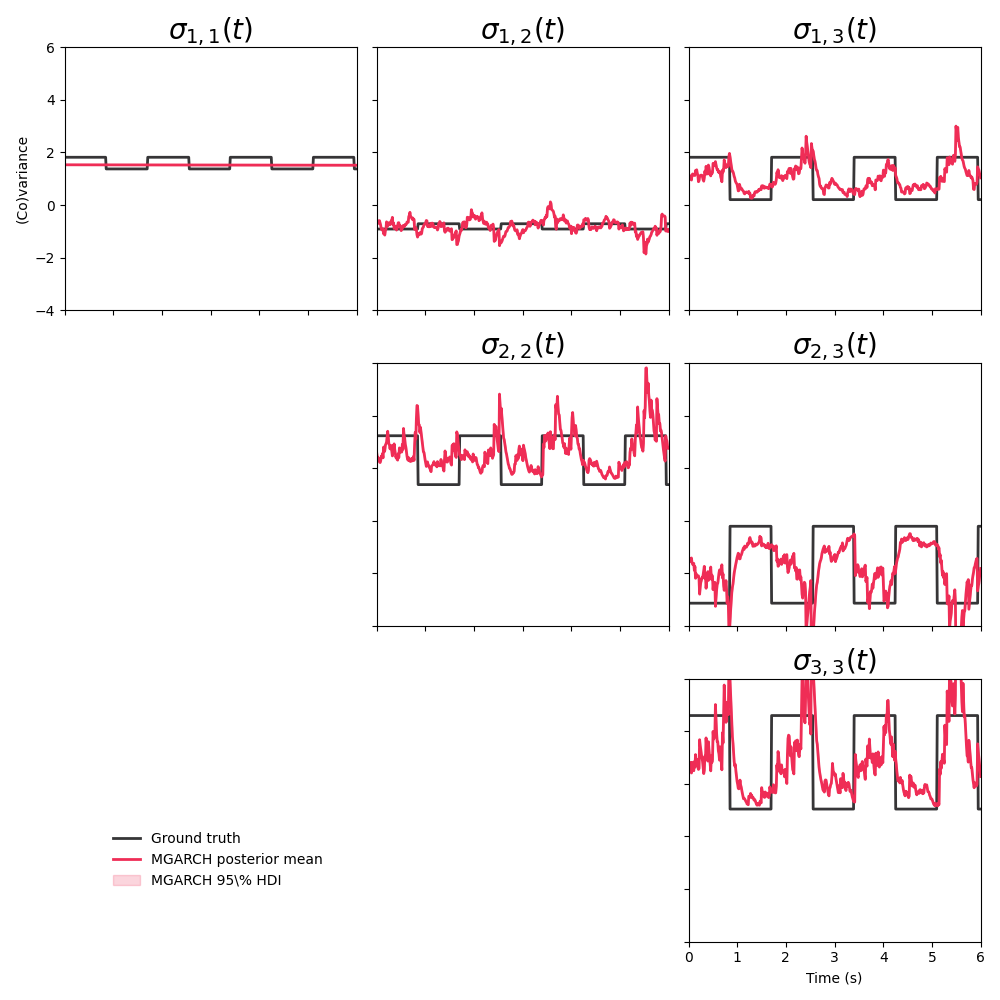 σ1,1(t) σ1,2(t) σ1,3(t)
6
4
2
0
−2
−4
(Co)variance
σ2,2(t) σ2,3(t)
σ3,3(t)
Ground truth
MGARCH posterior mean
MGARCH 95\% HDI
0 1 2 3 4 5 6
Time (s)